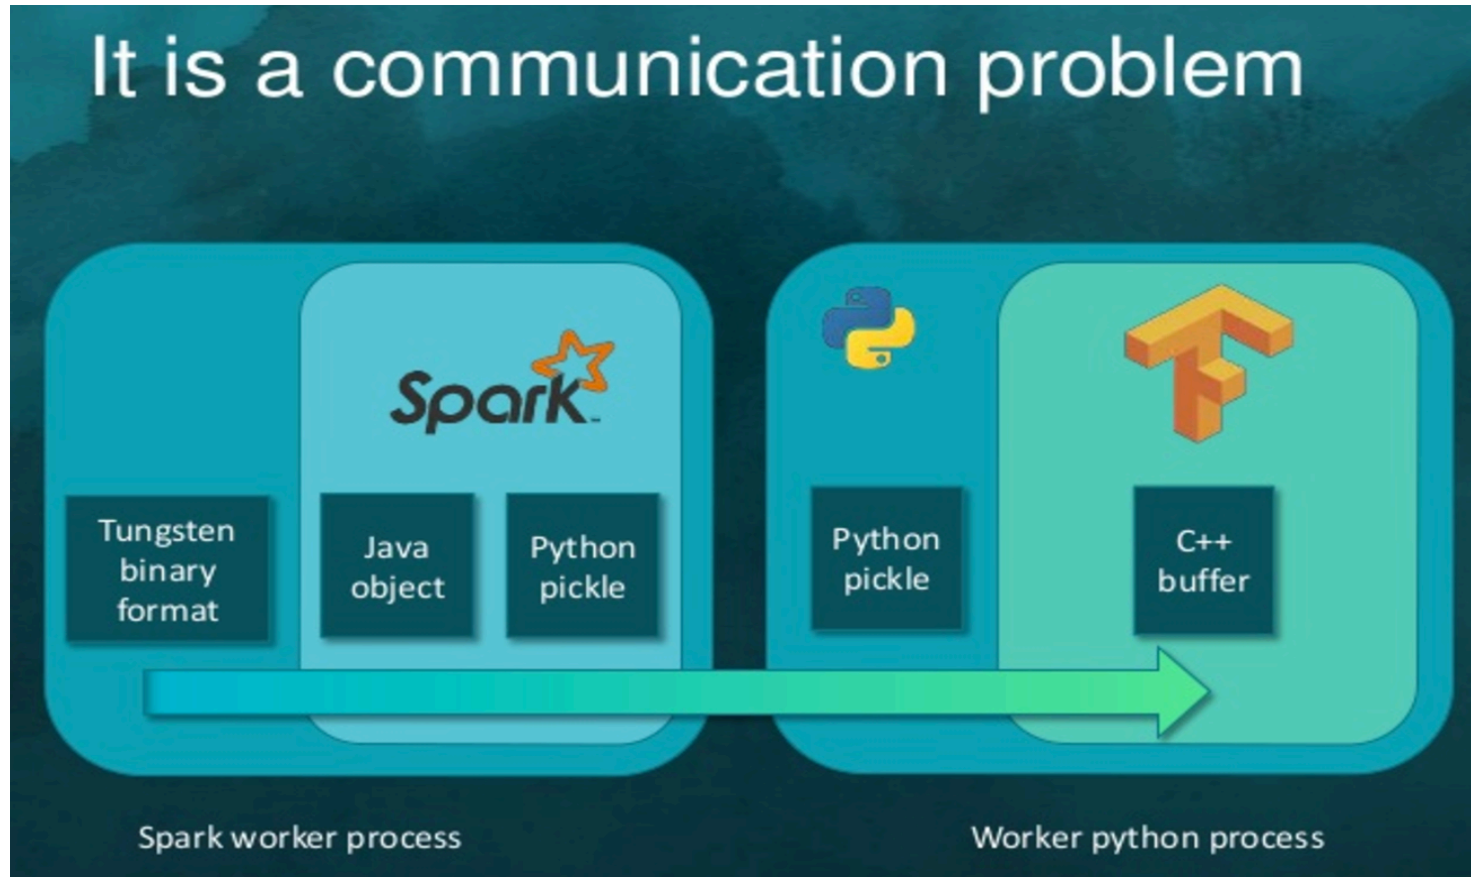 It is a communication problem
Spark™
Tungsten
binary
format
Java
object
Python
pickle
Python
pickle
C++
buffer
Spark worker process
Worker python process